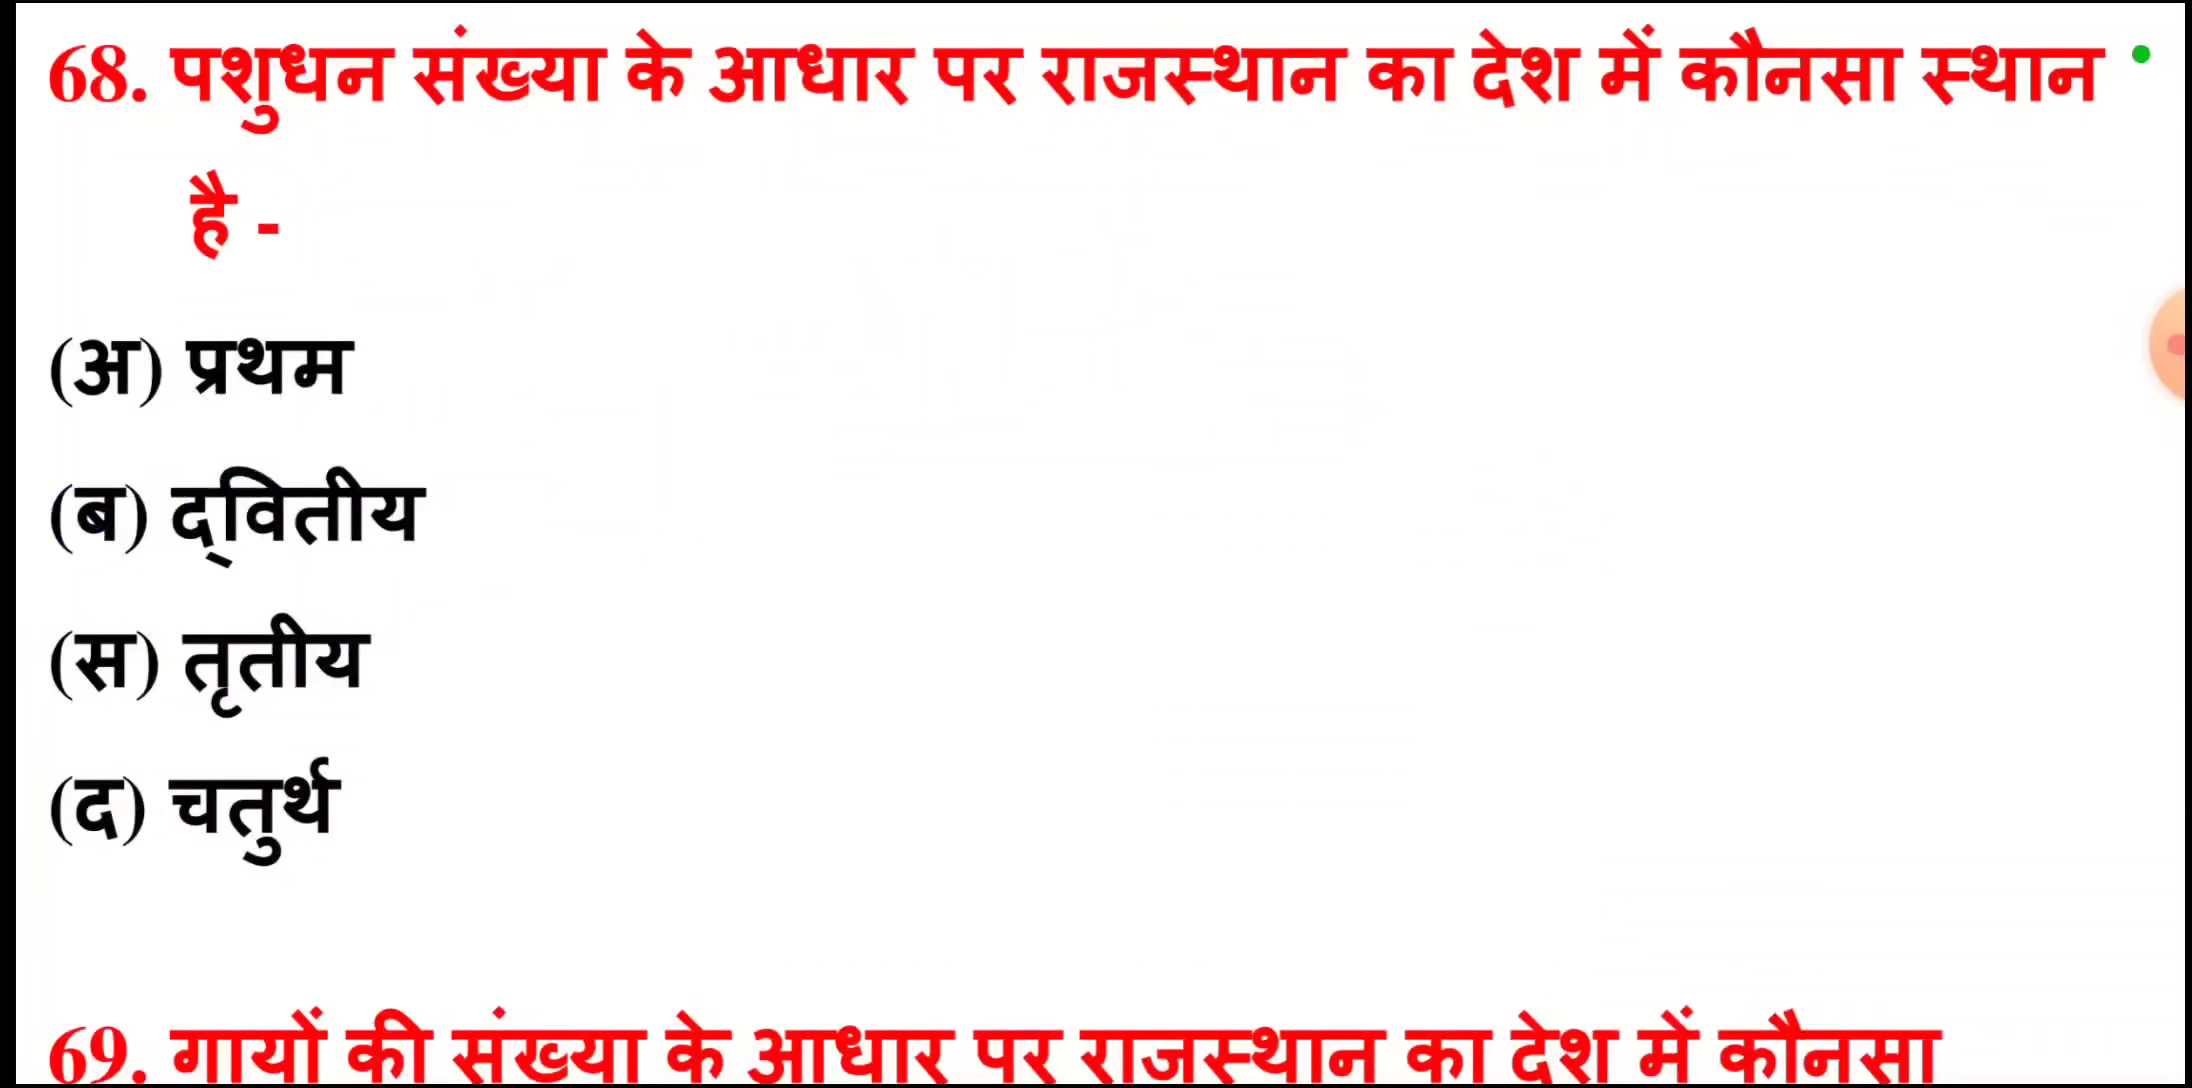 68. पशुधन संख्या के आधार पर राजस्थान का देश में कौनसा स्थान
है -
(अ) प्रथम
(ब) द्वितीय
(स) तृतीय
(द) चतुर्थ
69. गायों की संख्या के आधार पर राजस्थान का देश में कौनसा